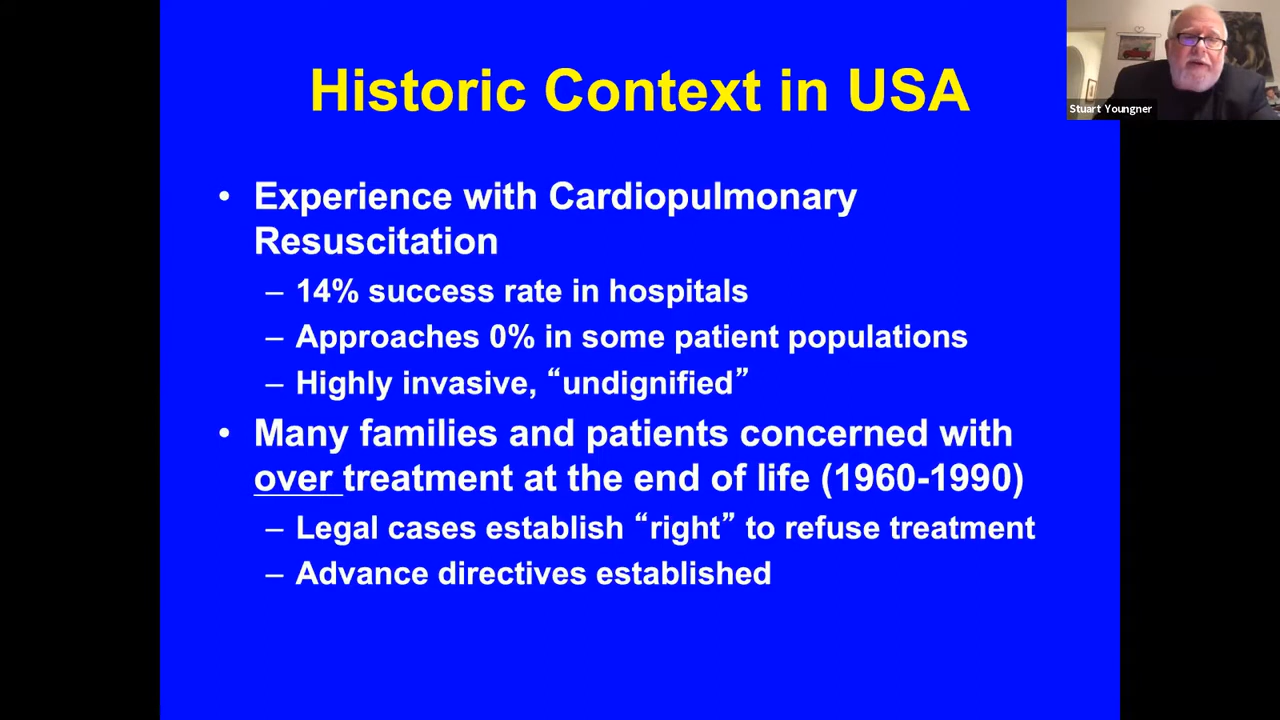 Historic Context in USA
Stuart Youngner
• Experience with Cardiopulmonary
Resuscitation
– 14% success rate in hospitals
– Approaches 0% in some patient populations
– Highly invasive, “undignified”
• Many families and patients concerned with
over treatment at the end of life (1960-1990)
– Legal cases establish “right” to refuse treatment
– Advance directives established